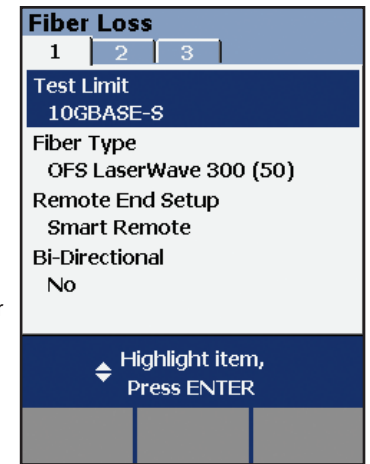 Fiber Loss
1 2 3
Test Limit
10GBASE-S
Fiber Type
OFS LaserWave 300 (50)
Remote End Setup
Smart Remote
Bi-Directional
No
r
Highlight item,
Press ENTER